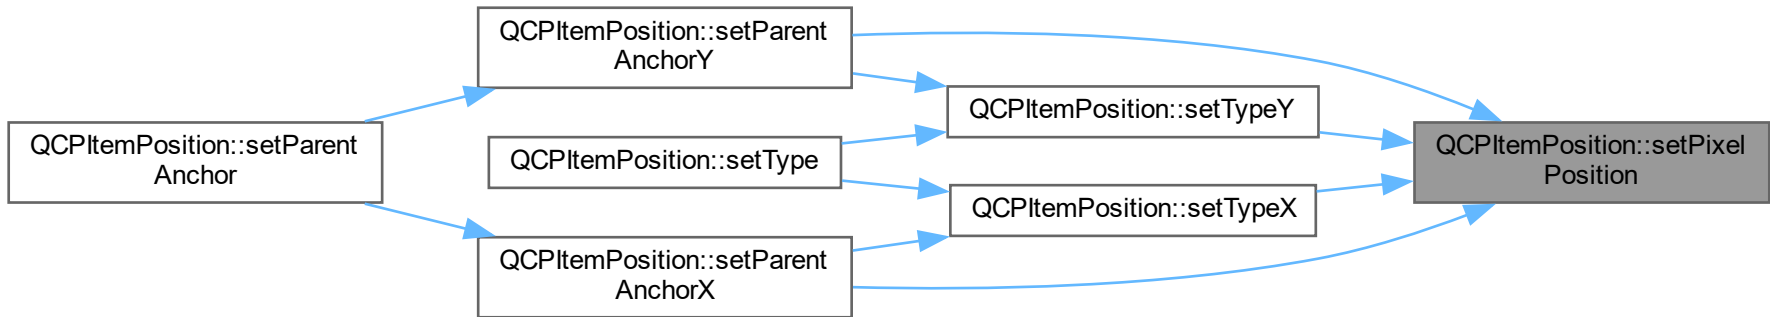 QCPItemPosition::setParent
AnchorY
QCPItemPosition::setTypeY
QCPItemPosition::setParent
Anchor
QCPItemPosition::setType
QCPItemPosition::setPixel
Position
QCPItemPosition::setTypeX
QCPItemPosition::setParent
AnchorX